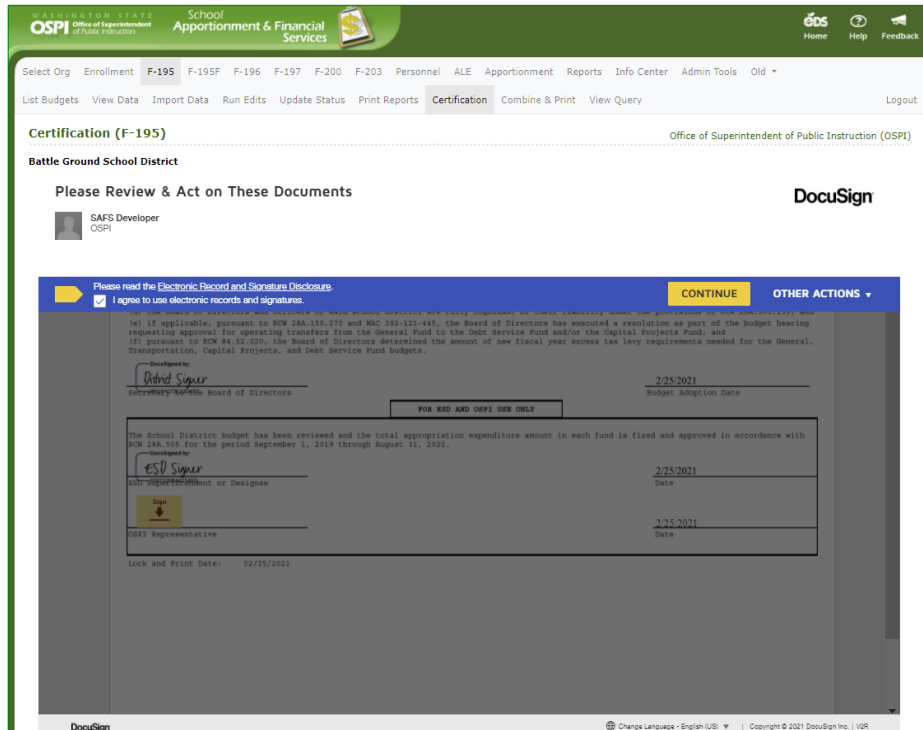 WASHINGTON STATE
OSPI Office of Superintendent of Public Instruction
School Apportionment & Financial Services
EDS Home Help Feedback
Select Org Enrollment F-195 F-195F F-196 F-197 F-200 F-203 Personnel ALE Apportionment Reports Info Center Admin Tools Old
List Budgets View Data Import Data Run Edits Update Status Print Reports Certification Combine & Print View Query Logout
Certification (F-195) Office of Superintendent of Public Instruction (OSPI)
Battle Ground School District
Please Review & Act on These Documents
DocuSign
SAFS Developer
OSPI
Please read the Electronic Record and Signature Disclosure.
I agree to use electronic records and signatures.
CONTINUE OTHER ACTIONS
(e) if applicable, pursuant to RCW 28A.150.270 and WAC 392-121-445, the Board of Directors has executed a resolution as part of the budget hearing
requesting approval for operating transfers from the General Fund to the Debt Service Fund and/or the Capital Projects Fund; and
(f) pursuant to RCW 84.52.020, the Board of Directors determined the amount of new fiscal year excess tax levy requirements needed for the General,
Transportation, Capital Projects, and Debt Service Fund budgets.
DocuSigned by:
District Signer 2/25/2021
Secretary to the Board of Directors Budget Adoption Date
FOR ESD AND OSPI USE ONLY
The School District budget has been reviewed and the total appropriation expenditure amount in each fund is fixed and approved in accordance with
RCW 28A.505 for the period September 1, 2019 through August 31, 2020.
DocuSigned by:
ESD Signer 2/25/2021
ESD Superintendent or Designee Date
Sign
2/25/2021
OSPI Representative Date
Lock and Print Date: 02/25/2021
DocuSign Change Language - English (US) | Copyright © 2021 DocuSign Inc. | V2R